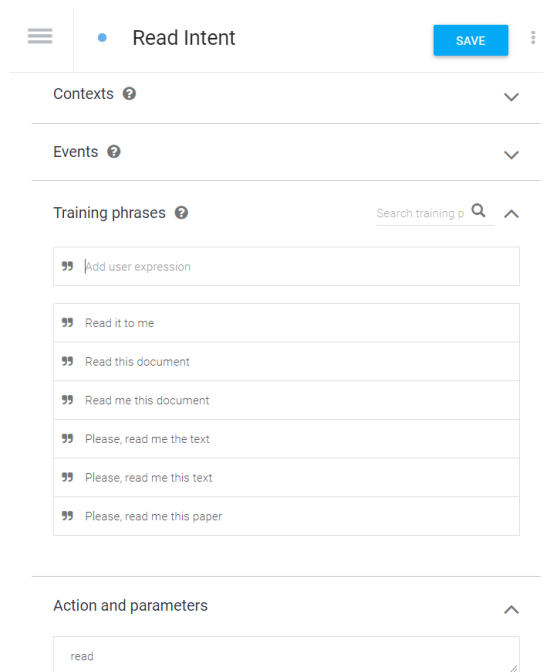 Read Intent
SAVE
Contexts
Events
Training phrases
Search training p
Add user expression
Read it to me
Read this document
Read me this document
Please, read me the text
Please, read me this text
Please, read me this paper
Action and parameters
read